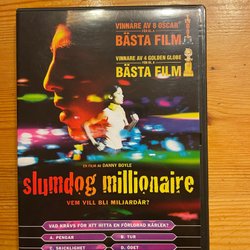 VINNARE AV 8 OSCAR®
BÄSTA FILM
VINNARE AV 4 GOLDEN GLOBE
BÄSTA FILM
EN FILM AV DANNY BOYLE
slumdog millionaire
VEM VILL BLI MILJARDÄR?
VAD KRÄVS FÖR ATT HITTA EN FÖRLORAD KÄRLEK?
A. PENGAR
B. TUR
C. SKICKLIGHET
D. ÖDET